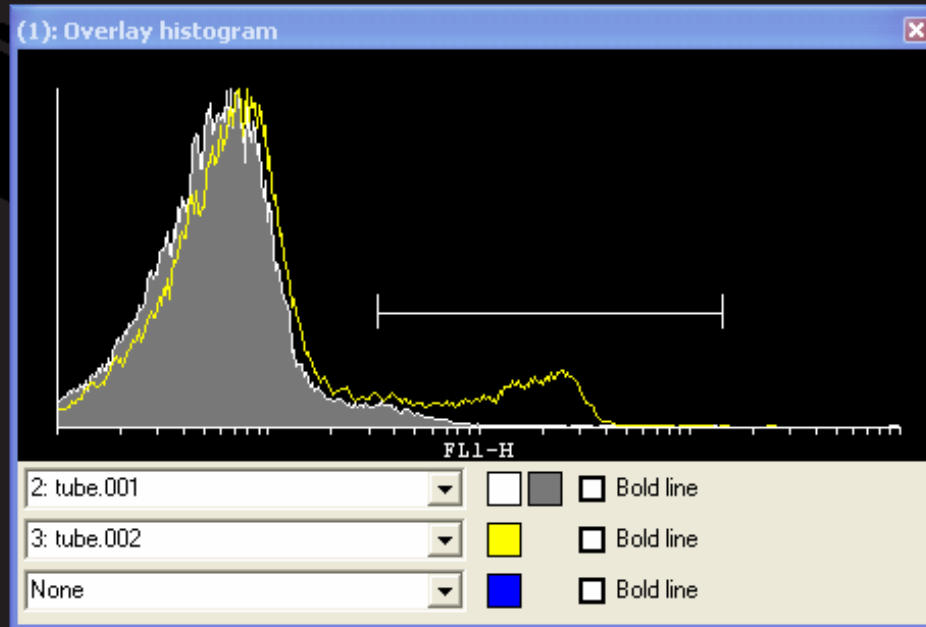 (1): Overlay histogram
FL1-H
2: tube.001
Bold line
3: tube.002
Bold line
None
Bold line